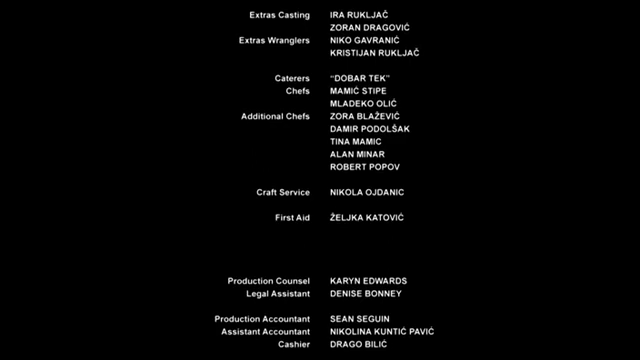 Extras Casting IRA RUKLJAČ
ZORAN DRAGOVIĆ
Extras Wranglers NIKO GAVRANIĆ
KRISTIJAN RUKLJAČ
Caterers "DOBAR TEK"
Chefs MAMIĆ STIPE
MLADEKO OLIĆ
Additional Chefs ZORA BLAŽEVIĆ
DAMIR PODOLŠAK
TINA MAMIC
ALAN MINAR
ROBERT POPOV
Craft Service NIKOLA OJDANIC
First Aid ŽELJKA KATOVIĆ
Production Counsel KARYN EDWARDS
Legal Assistant DENISE BONNEY
Production Accountant SEAN SEGUIN
Assistant Accountant NIKOLINA KUNTIĆ PAVIĆ
Cashier DRAGO BILIĆ